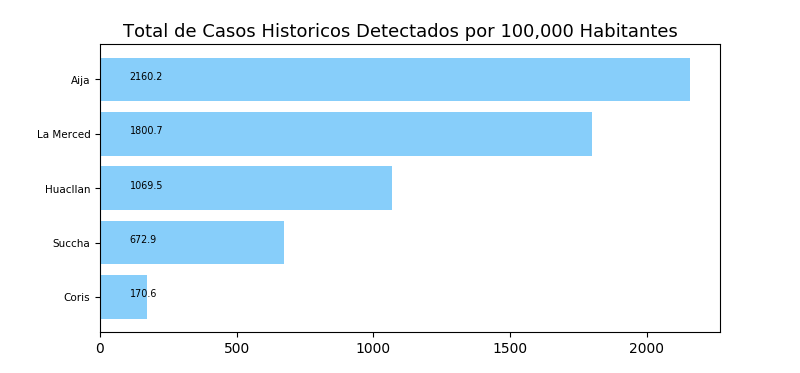 Total de Casos Historicos Detectados por 100,000 Habitantes
Aija 2160.2
La Merced 1800.7
Huacllan 1069.5
Succha 672.9
Coris 170.6
0 500 1000 1500 2000